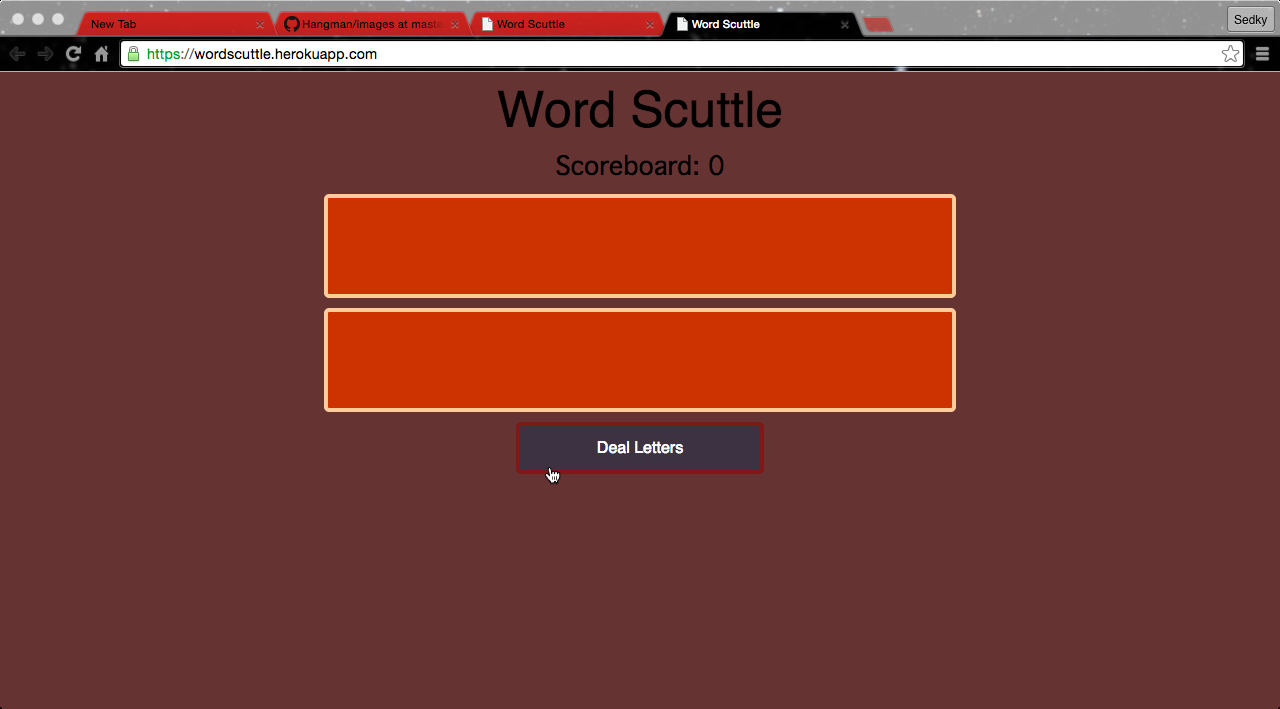 New Tab
Hangman/images at maste
Word Scuttle
Word Scuttle
Sedky
https://wordscuttle.herokuapp.com
Word Scuttle
Scoreboard: 0
Deal Letters